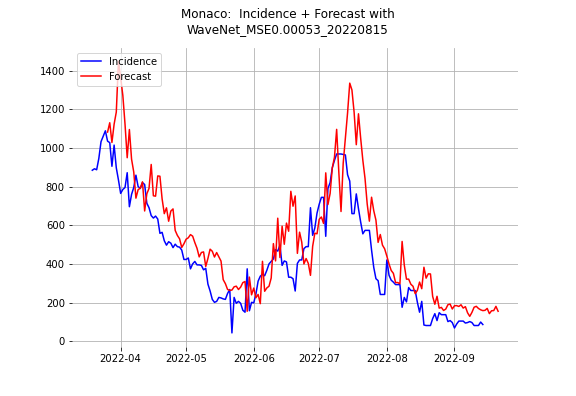 Monaco:  Incidence + Forecast with
WaveNet_MSE0.00053_20220815
Incidence
Forecast
1400
1200
1000
800
600
400
200
0
2022-04 2022-05 2022-06 2022-07 2022-08 2022-09